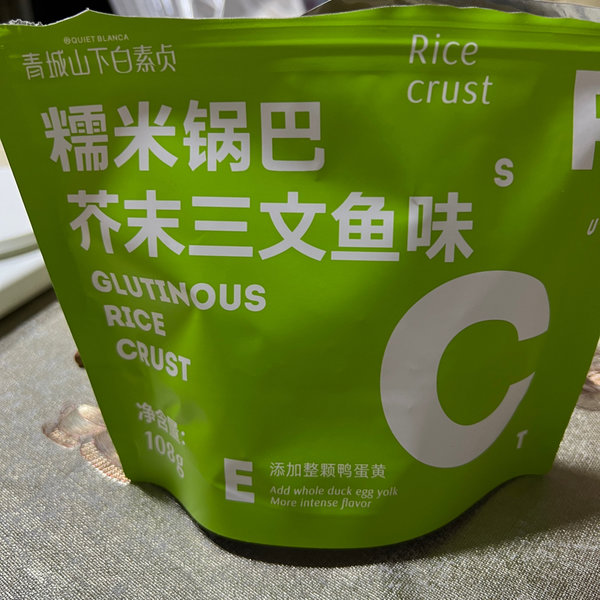 QUIET BLANCA
青城山下白素贞
Rice
crust
糯米锅巴
S
芥末三文鱼味
U
GLUTINOUS
RICE
CRUST
C
净含量:
108g
T
E
添加整颗鸭蛋黄
Add whole duck egg yolk
More intense flavor